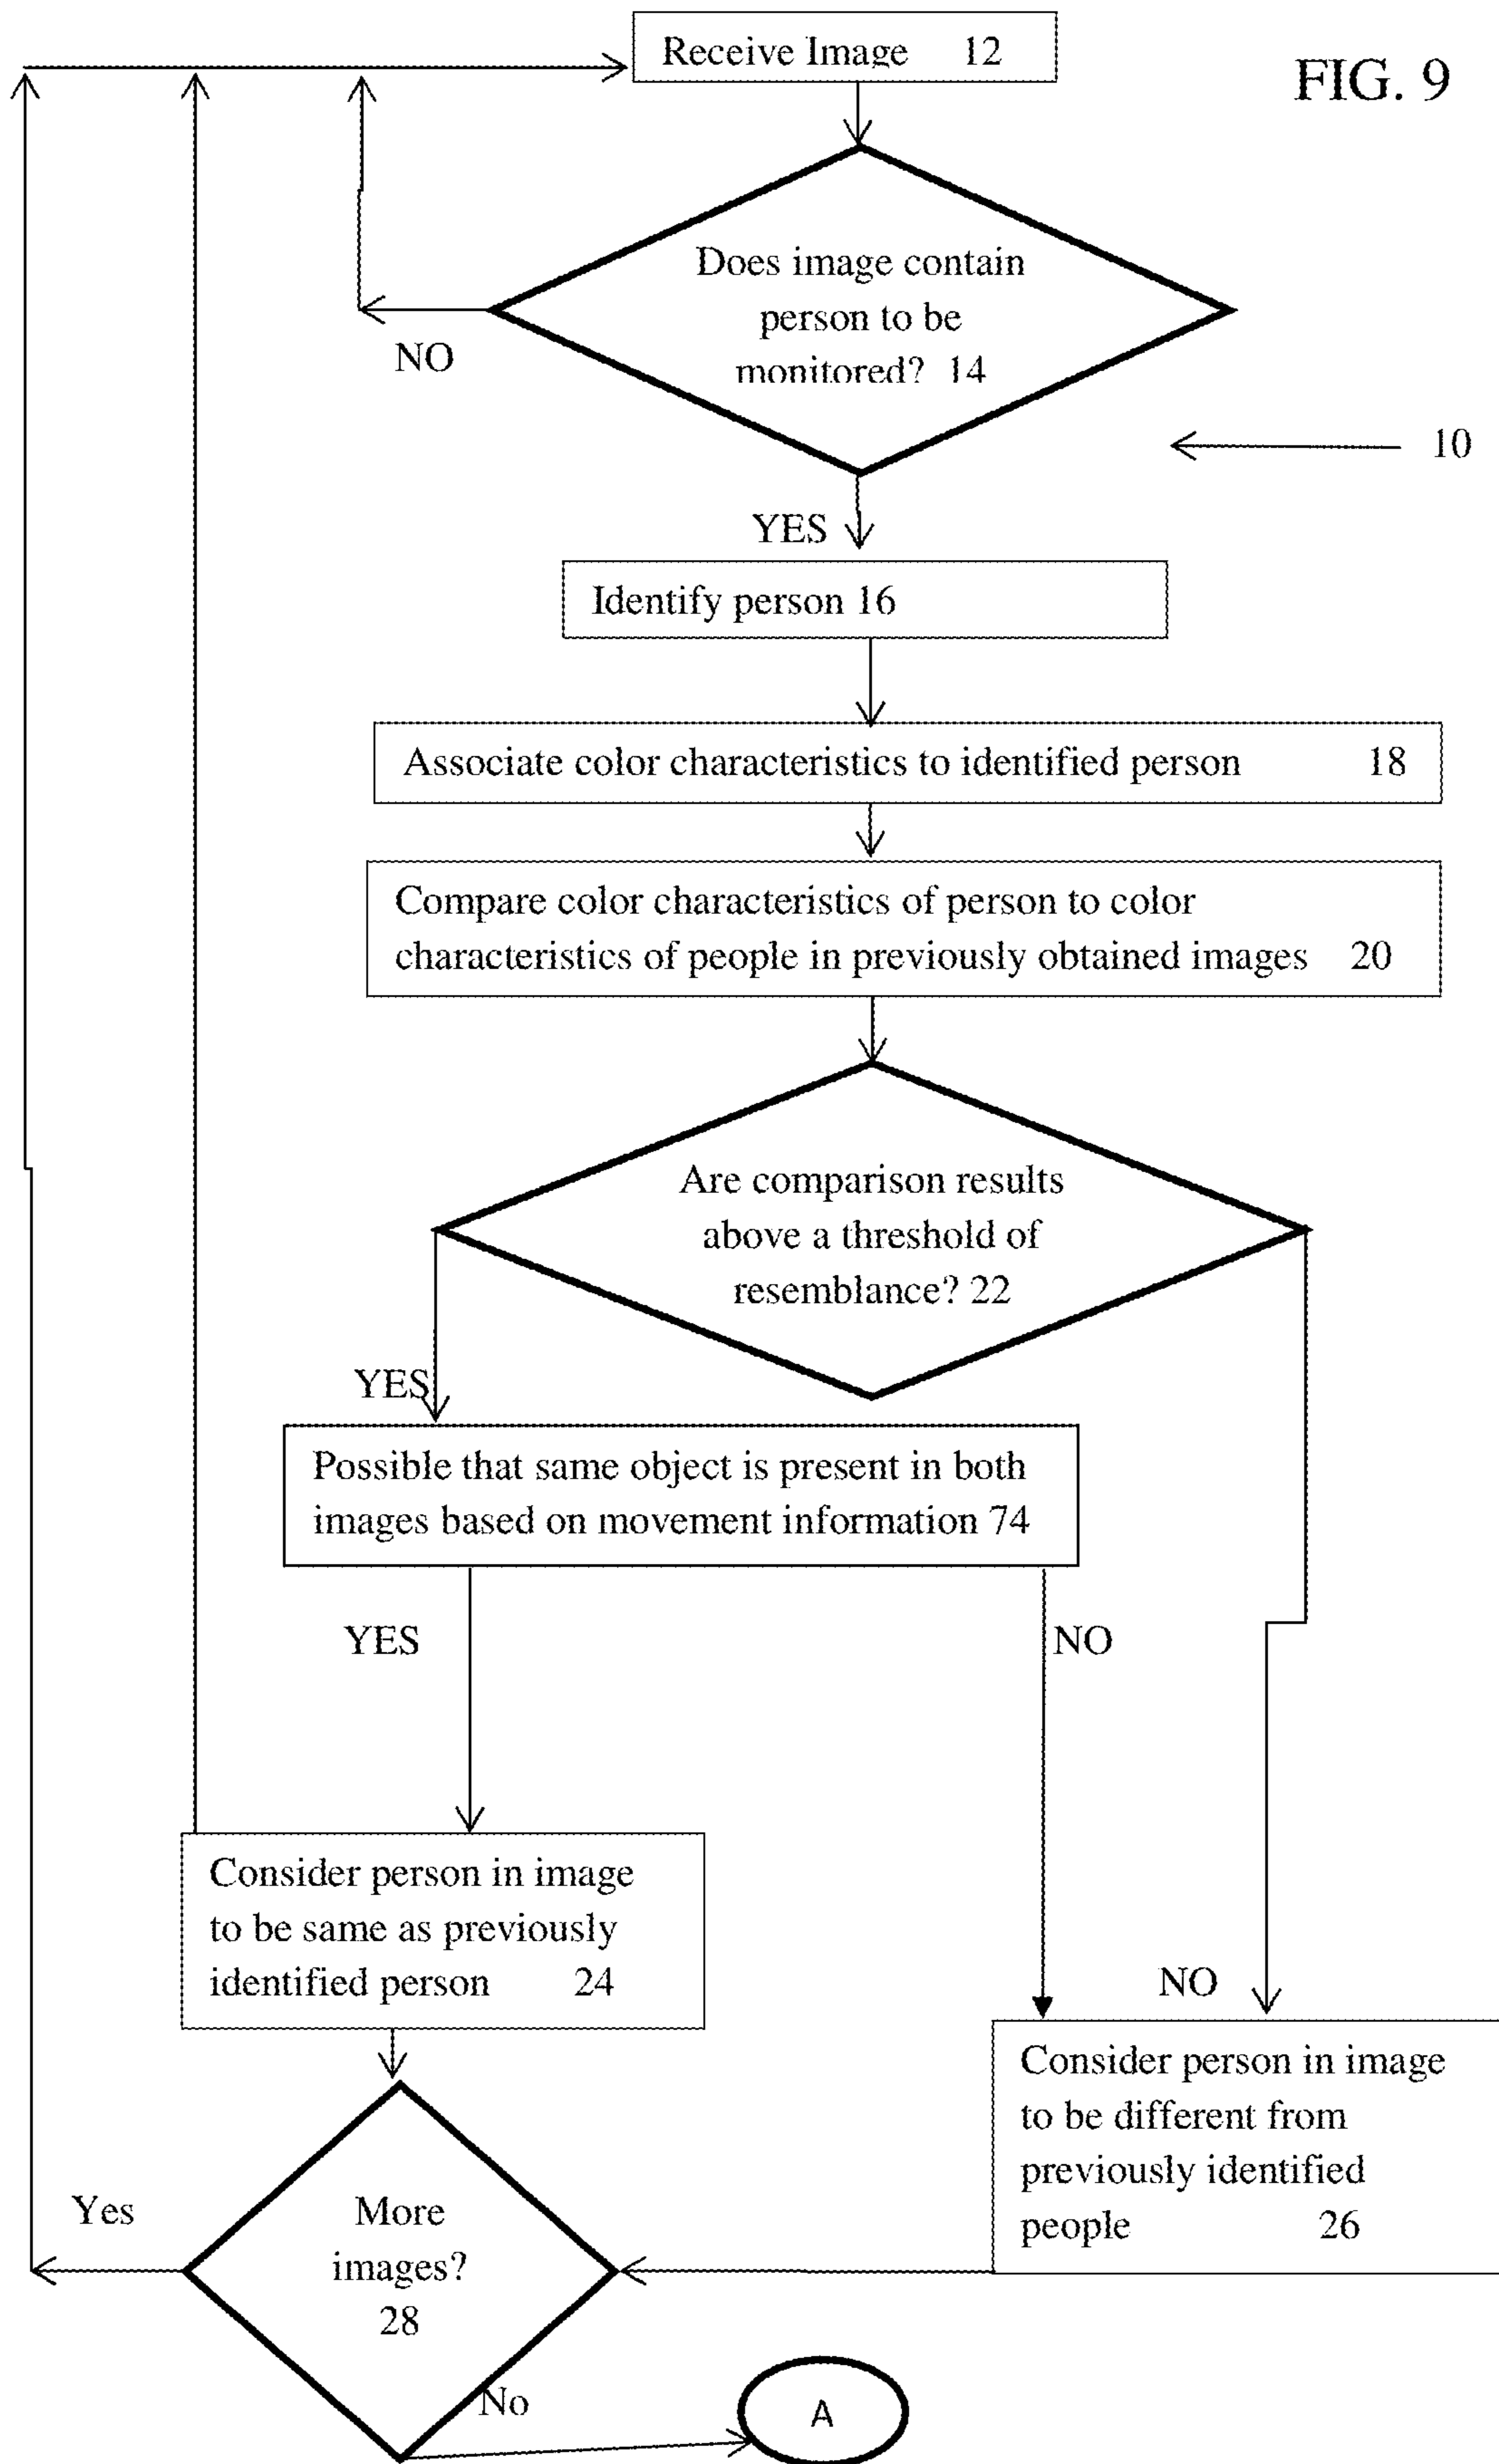 Receive Image 12
FIG. 9
Does image contain
person to be
monitored? 14
NO
10
YES
Identify person 16
Associate color characteristics to identified person 18
Compare color characteristics of person to color
characteristics of people in previously obtained images 20
Are comparison results
above a threshold of
resemblance? 22
YES
Possible that same object is present in both
images based on movement information 74
YES
NO
Consider person in image
to be same as previously
identified person 24
NO
Consider person in image
to be different from
previously identified
people 26
Yes
More
images?
28
No
A